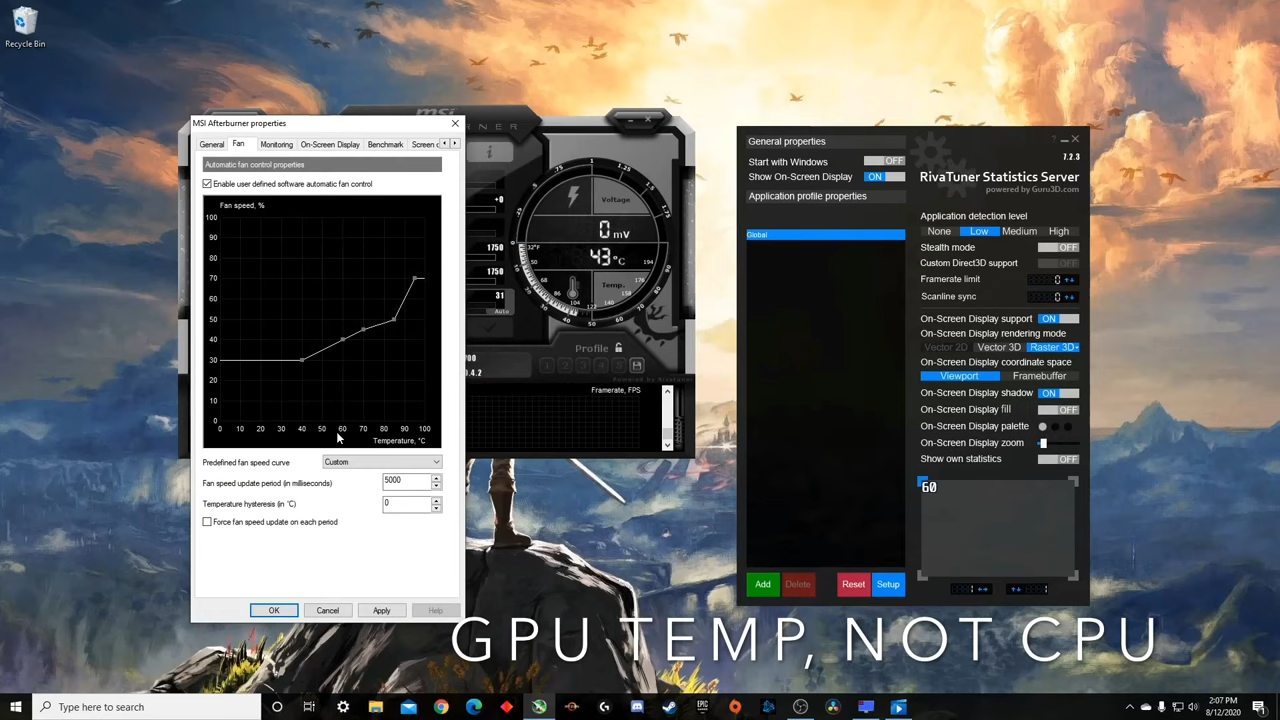 Recycle Bin
MSI Afterburner properties
General
Fan
Monitoring
On-Screen Display
Benchmark
Automatic fan control properties
Enable user defined software automatic fan control
Fan speed, %
100
90
80
70
60
50
40
30
20
10
0
0 10 20 30 40 50 60 70 80 90 100
Temperature, °C
Predefined fan speed curve
Custom
Fan speed update period (in milliseconds)
5000
Temperature hysteresis (in °C)
0
Force fan speed update on each period
OK
Cancel
Apply
Help
msi
i
+0
1750
1750
31
Auto
Voltage
0 mV
43 °C
Temp.
Profile
1 2 3 4 5
Framerate, FPS
General properties
Start with Windows OFF
Show On-Screen Display ON
Application profile properties
Global
Add
Delete
Reset
Setup
7.2.3
RivaTuner Statistics Server
powered by Guru3D.com
Application detection level
None Low Medium High
Stealth mode OFF
Custom Direct3D support OFF
Framerate limit 0
Scanline sync 0
On-Screen Display support ON
On-Screen Display rendering mode
Vector 2D Vector 3D Raster 3D
On-Screen Display coordinate space
Viewport Framebuffer
On-Screen Display shadow ON
On-Screen Display fill OFF
On-Screen Display palette
On-Screen Display zoom
Show own statistics OFF
60
GPU TEMP, NOT CPU
Type here to search
EPIC GAMES
2:07 PM
8/12/2020